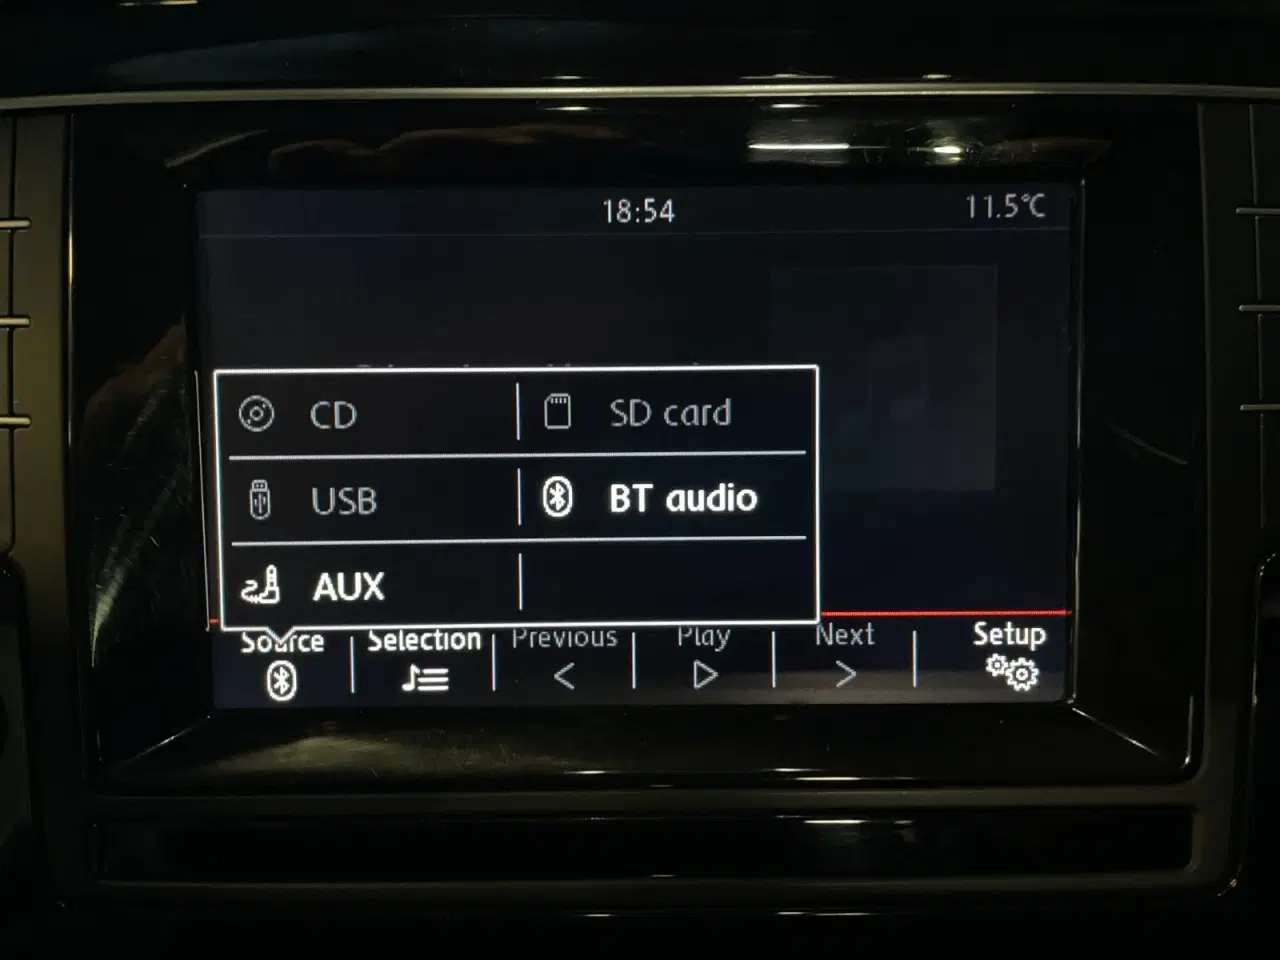 18:54 11.5°C
CD SD card
USB BT audio
AUX
Source Selection Previous Play Next Setup